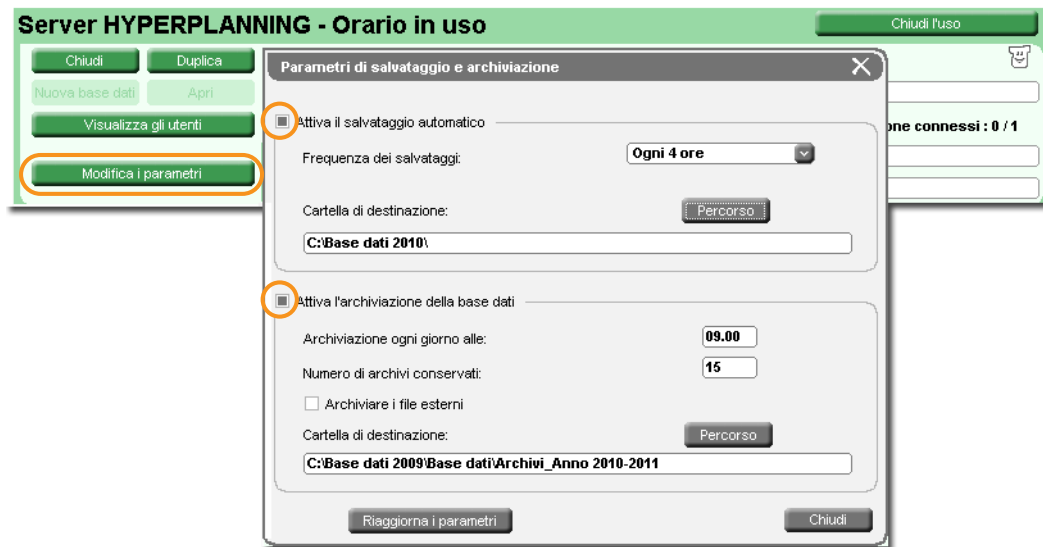 Server HYPERPLANNING - Orario in uso
Chiudi l'uso
Chiudi
Duplica
Nuova base dati
Apri
Visualizza gli utenti
one connessi : 0 / 1
Modifica i parametri
Parametri di salvataggio e archiviazione
Attiva il salvataggio automatico
Frequenza dei salvataggi:
Ogni 4 ore
Cartella di destinazione:
Percorso
C:\Base dati 2010\
Attiva l'archiviazione della base dati
Archiviazione ogni giorno alle:
09.00
Numero di archivi conservati:
15
Archiviare i file esterni
Cartella di destinazione:
Percorso
C:\Base dati 2009\Base dati\Archivi_Anno 2010-2011
Riaggiorna i parametri
Chiudi